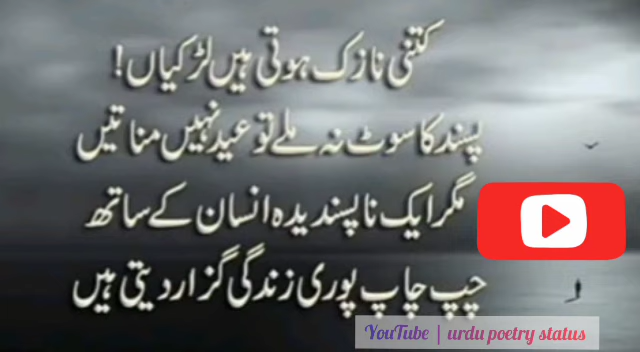 کتنی نازک ہوتی ہیں لڑکیاں!
پسند کا سوٹ نہ ملے تو عید نہیں مناتیں
مگر ایک ناپسندیدہ انسان کے ساتھ
چپ چاپ پوری زندگی گزار دیتی ہیں
YouTube | urdu poetry status